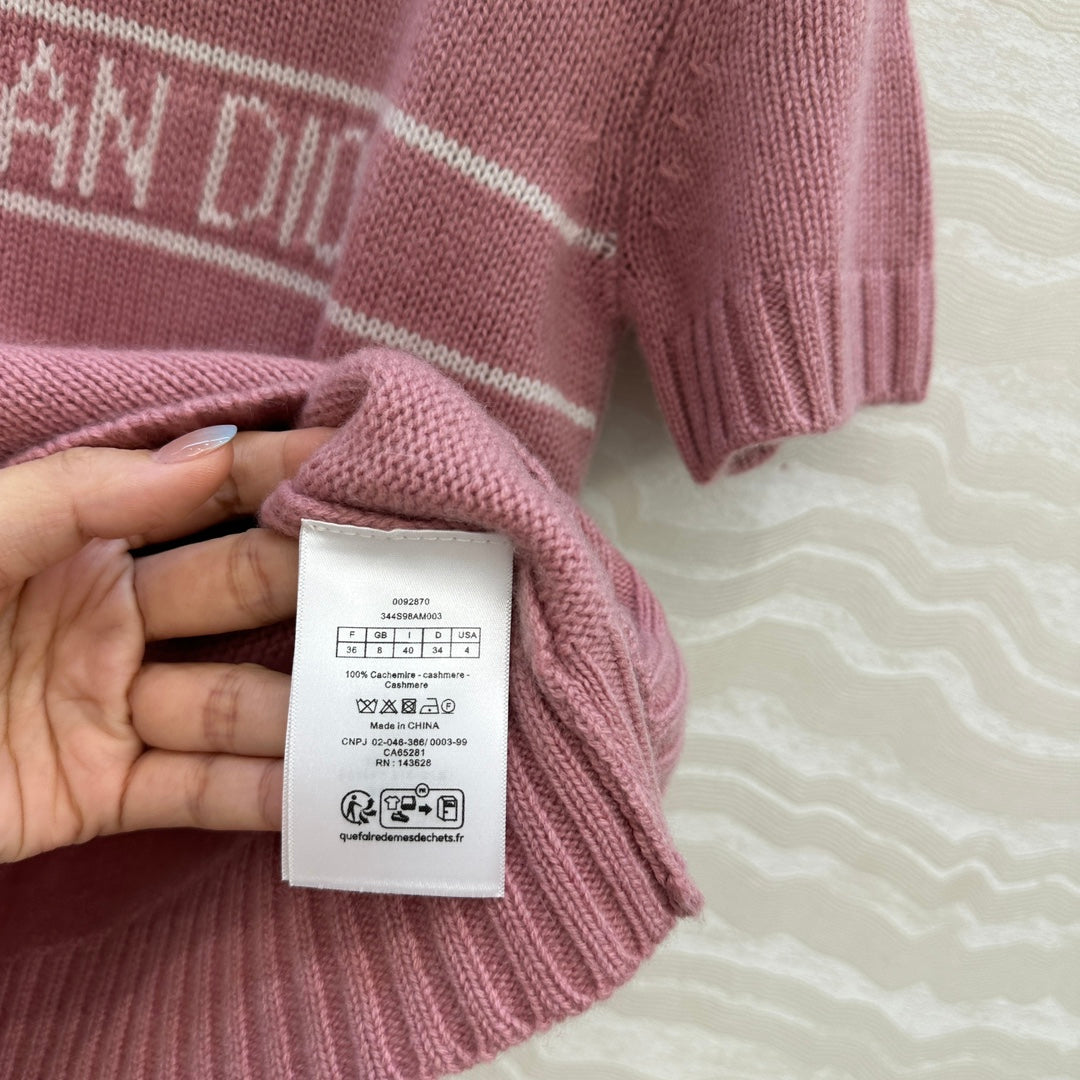 AN DIO
0092870
344S98AM003
F GB I D USA
36 8 40 34 4
100% Cachemire - cashmere -
Cashmere
F
Made in CHINA
CNPJ 02-046-366/ 0003-99
CA65281
RN : 143628
FR
quefairedemesdechets.fr